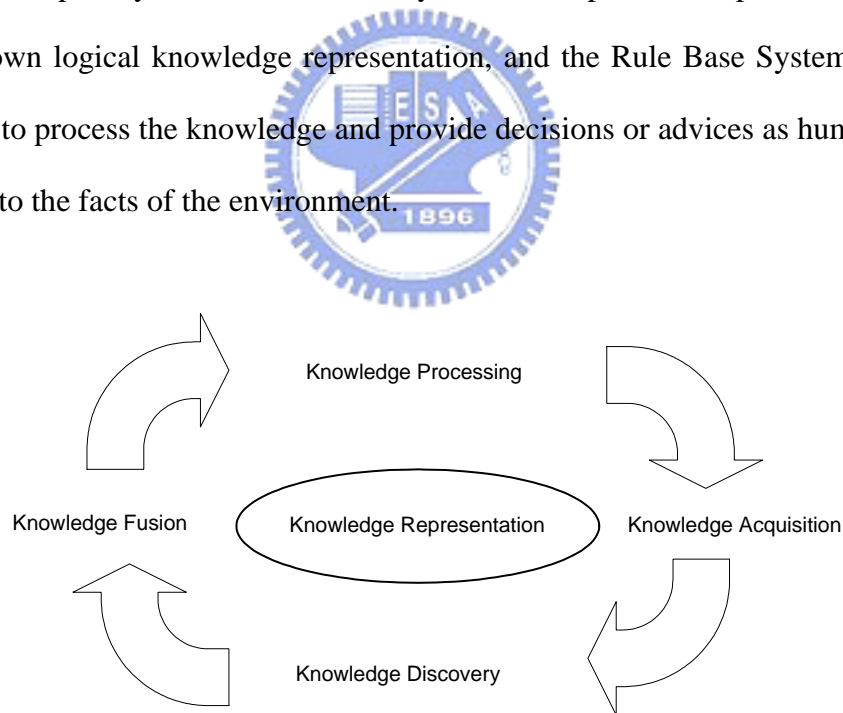 own logical knowledge representation, and the Rule Base System
to process the knowledge and provide decisions or advices as hum
to the facts of the environment.
E S A
1896
Knowledge Processing
Knowledge Fusion Knowledge Representation Knowledge Acquisition
Knowledge Discovery